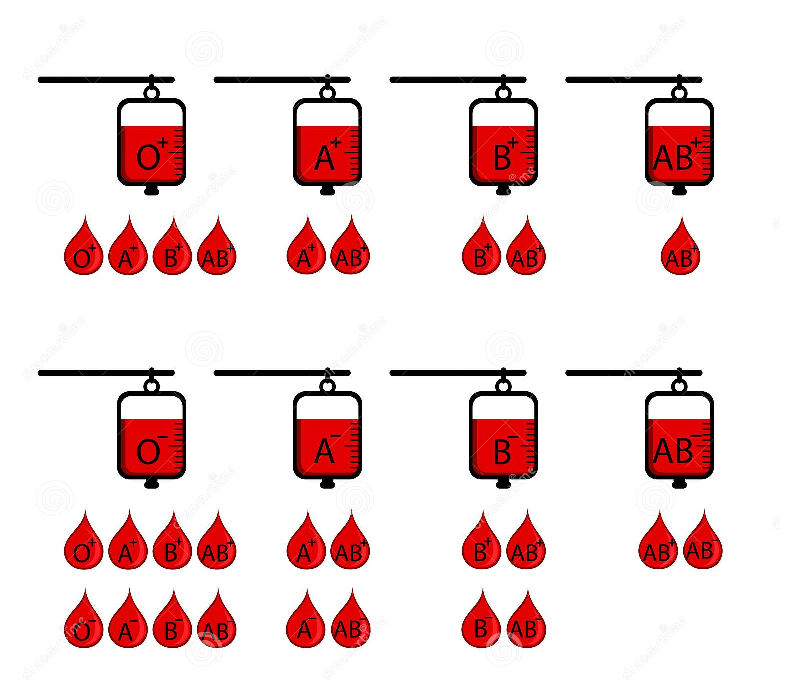 O+ A+ B+ AB+
O+ A+ B+ AB+ A+ AB+ B+ AB+ AB+
O− A− B− AB−
O+ A+ B+ AB+ A+ AB+ B+ AB+ AB+ AB−
O− A− B− AB− A− AB− B− AB−